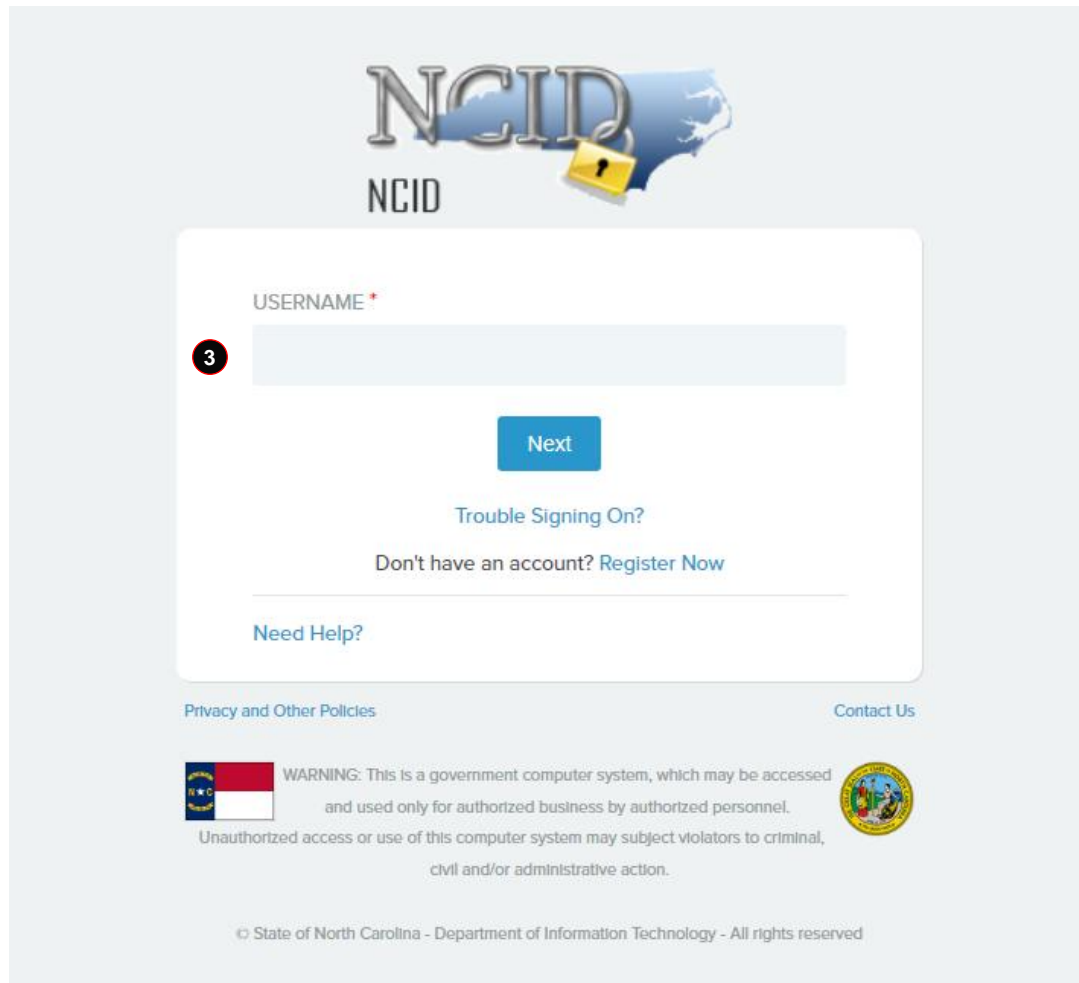 NCID
NCID
USERNAME *
3
Next
Trouble Signing On?
Don't have an account? Register Now
Need Help?
Privacy and Other Policies
Contact Us
N★C
WARNING: This is a government computer system, which may be accessed
and used only for authorized business by authorized personnel.
Unauthorized access or use of this computer system may subject violators to criminal,
civil and/or administrative action.
© State of North Carolina - Department of Information Technology - All rights reserved